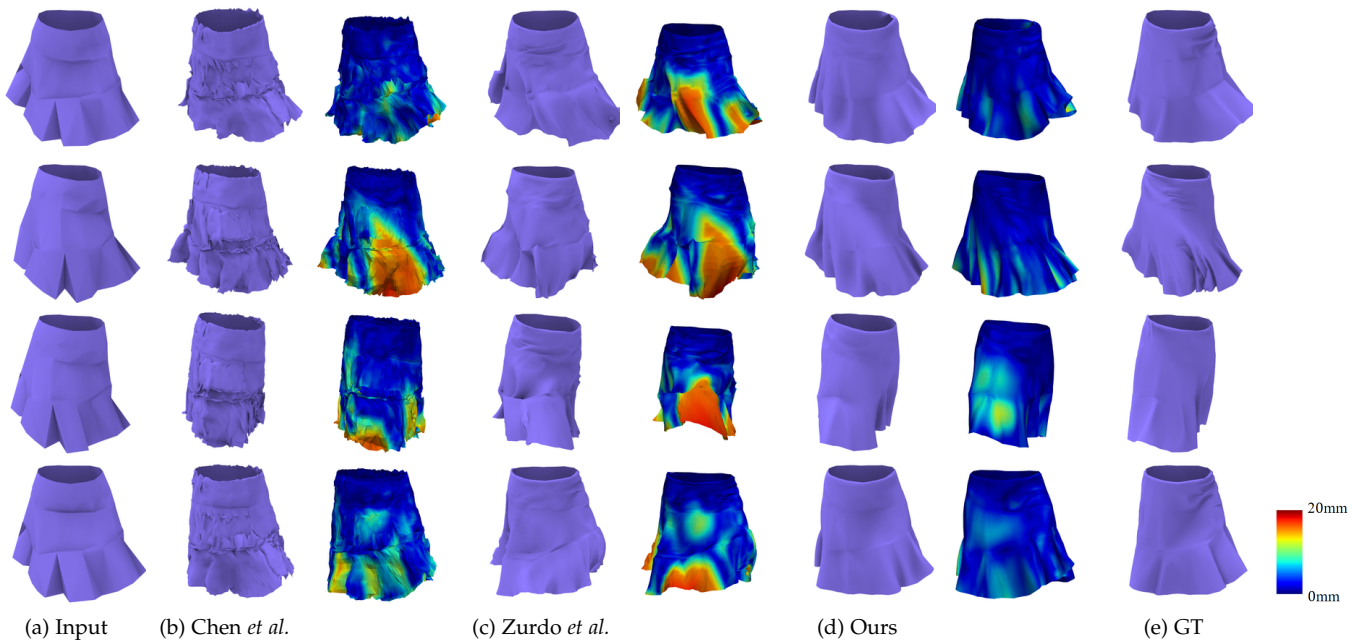 20mm
0mm
(a) Input
(b) Chen et al.
(c) Zurdo et al.
(d) Ours
(e) GT